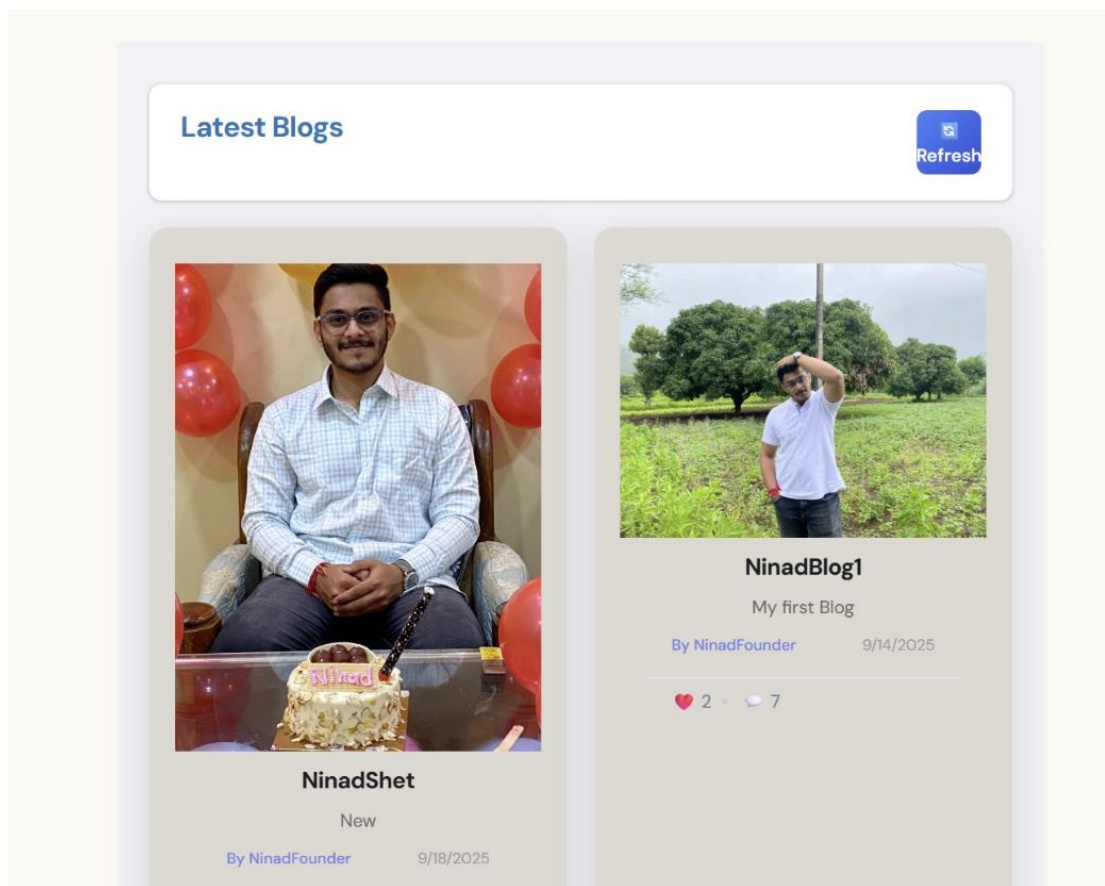 Latest Blogs
Refresh
Ninad
NinadShet
New
By NinadFounder 9/18/2025
NinadBlog1
My first Blog
By NinadFounder 9/14/2025
2 7